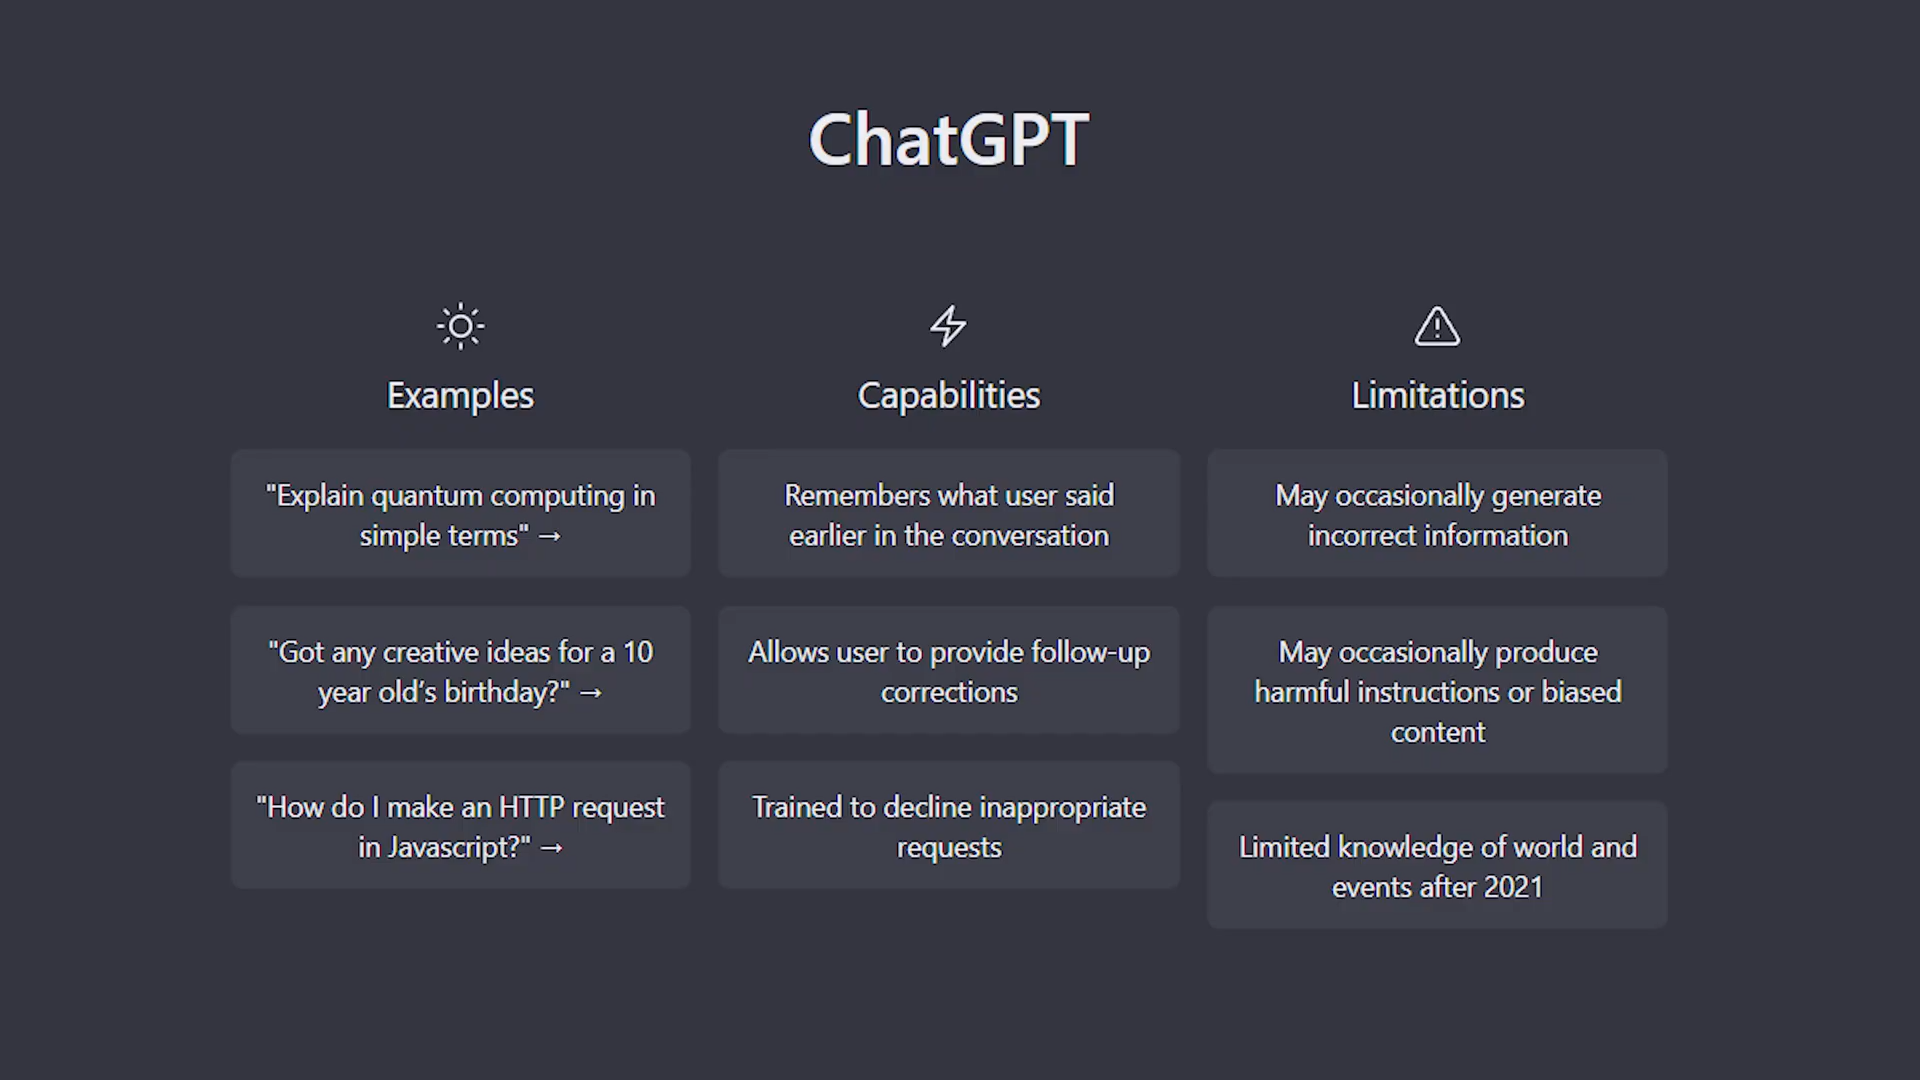 ChatGPT
Examples
"Explain quantum computing in
simple terms" →
"Got any creative ideas for a 10
year old’s birthday?" →
"How do I make an HTTP request
in Javascript?" →
Capabilities
Remembers what user said
earlier in the conversation
Allows user to provide follow-up
corrections
Trained to decline inappropriate
requests
Limitations
May occasionally generate
incorrect information
May occasionally produce
harmful instructions or biased
content
Limited knowledge of world and
events after 2021